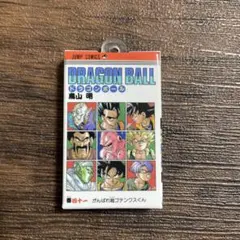 JUMP COMICS
DRAGON BALL
ドラゴンボール
鳥山 明
巻四十一 がんばれ超ゴテンクスくん